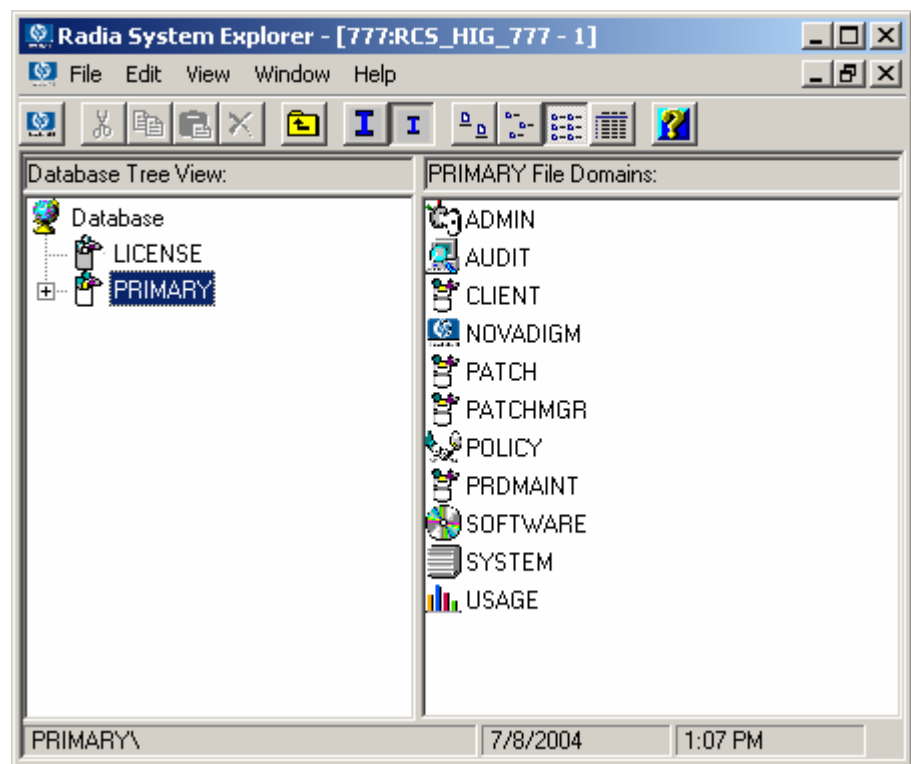 Radia System Explorer - [777:RCS_HIG_777 - 1]
File Edit View Window Help
Database Tree View:
PRIMARY File Domains:
Database
LICENSE
PRIMARY
ADMIN
AUDIT
CLIENT
NOVADIGM
PATCH
PATCHMGR
POLICY
PRDMAINT
SOFTWARE
SYSTEM
USAGE
PRIMARY\ 7/8/2004 1:07 PM